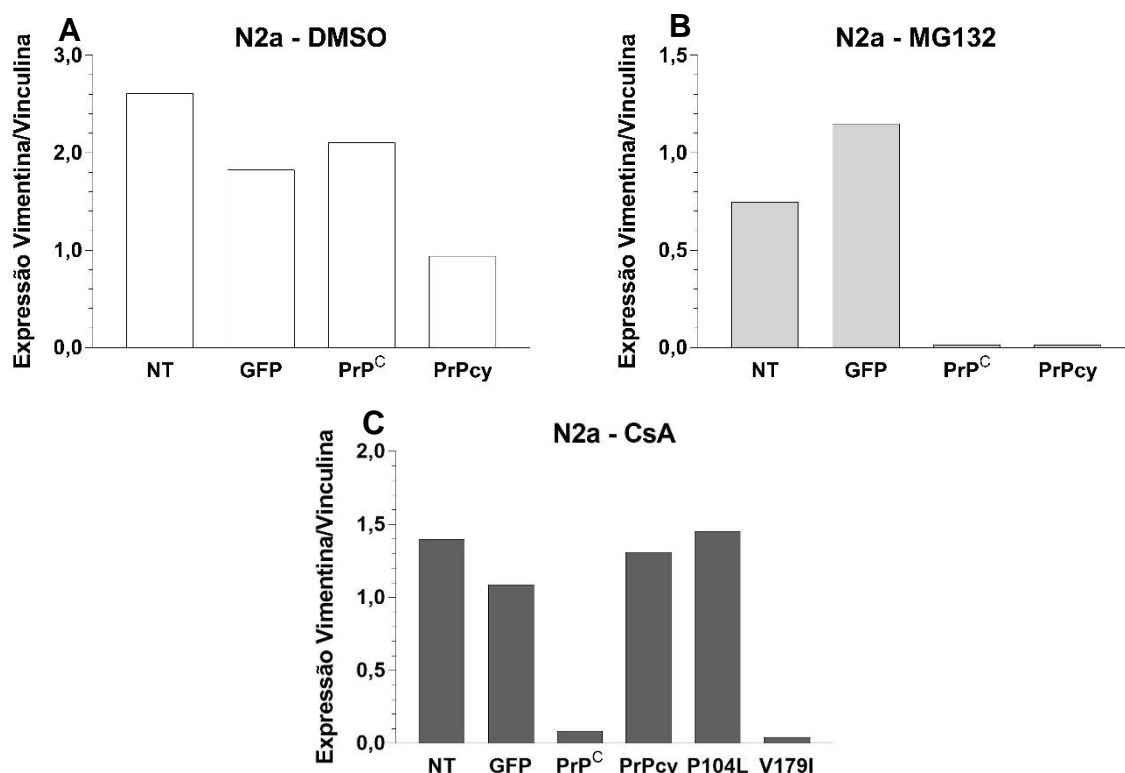 A
N2a - DMSO
Expressão Vimentina/Vinculina
3,0
2,0
1,0
0,0
NT GFP PrP^C PrPcy
B
N2a - MG132
Expressão Vimentina/Vinculina
1,5
1,0
0,5
0,0
NT GFP PrP^C PrPcy
C
N2a - CsA
Expressão Vimentina/Vinculina
2,0
1,5
1,0
0,5
0,0
NT GFP PrP^C PrPcy P104L V179I